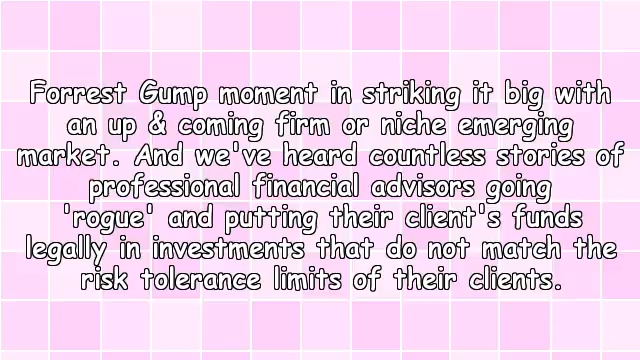 Forrest Gump moment in striking it big with
an up & coming firm or niche emerging
market. And we've heard countless stories of
professional financial advisors going
'rogue' and putting their client's funds
legally in investments that do not match the
risk tolerance limits of their clients.